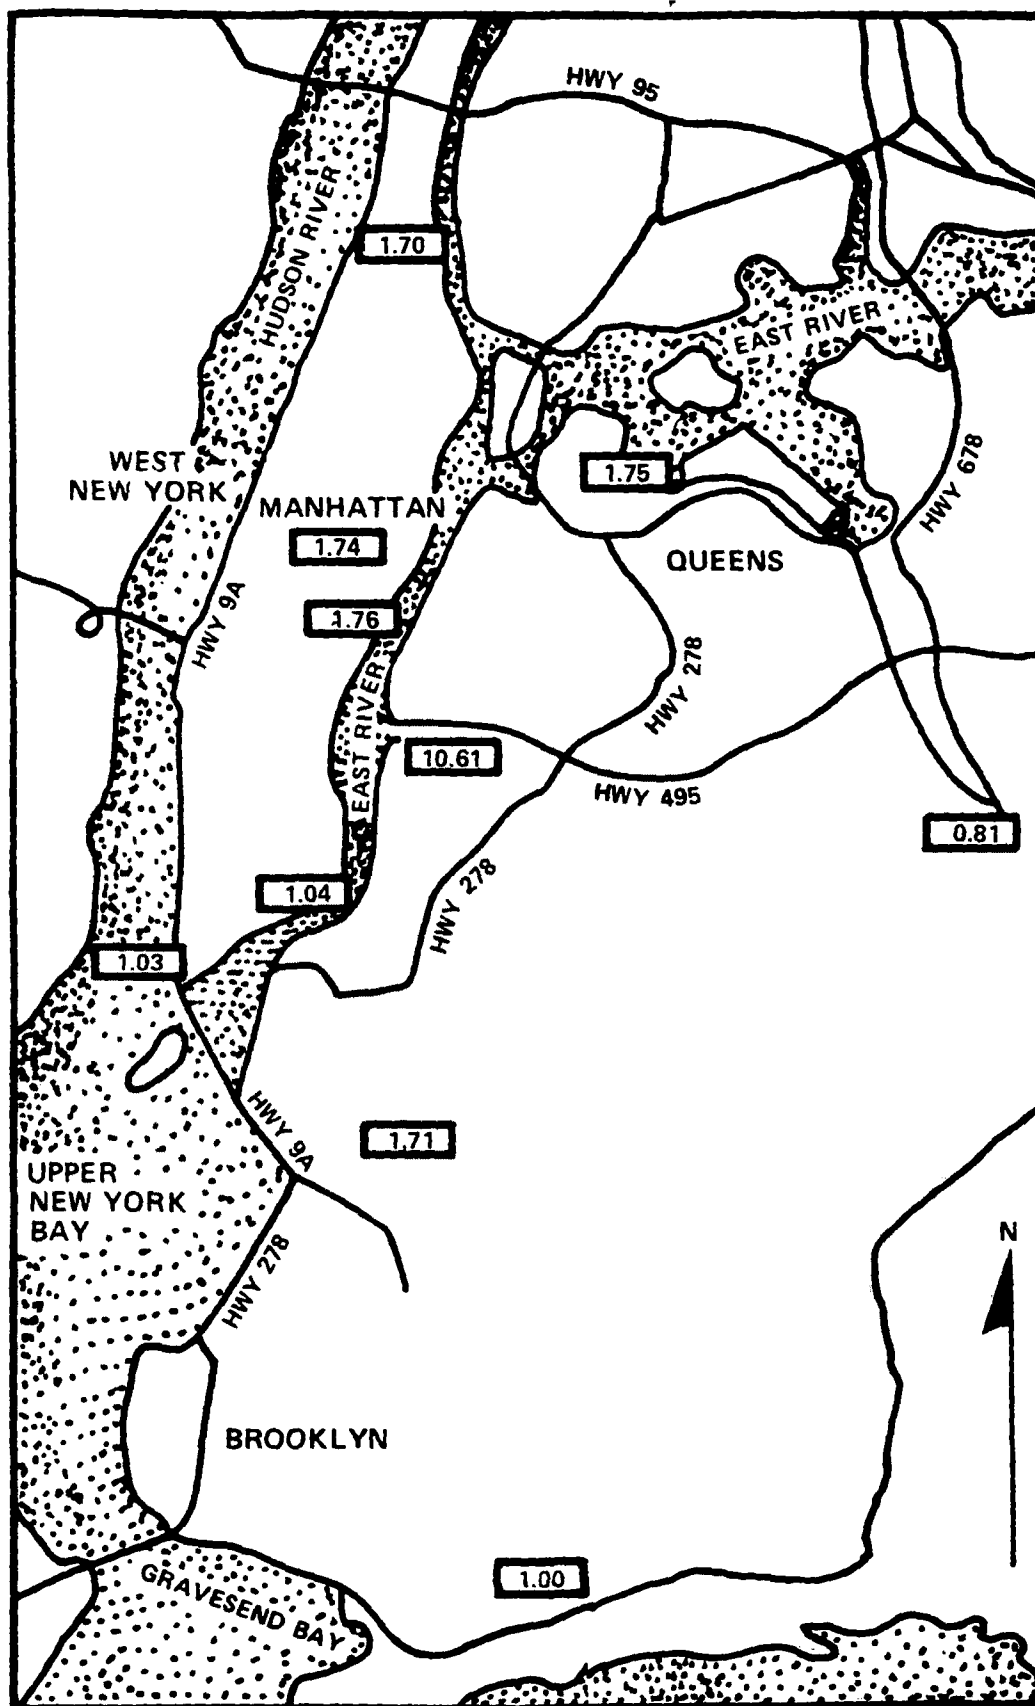 HWY 95
HUDSON RIVER
1.70
EAST RIVER
WEST
NEW YORK
MANHATTAN
1.75
HWY 678
1.74
QUEENS
1.76
HWY 9A
HWY 278
EAST RIVER
10.61
HWY 495
0.81
1.04
HWY 278
1.03
HWY 9A
1.71
UPPER
NEW YORK
BAY
N
HWY 278
BROOKLYN
1.00
GRAVESEND BAY